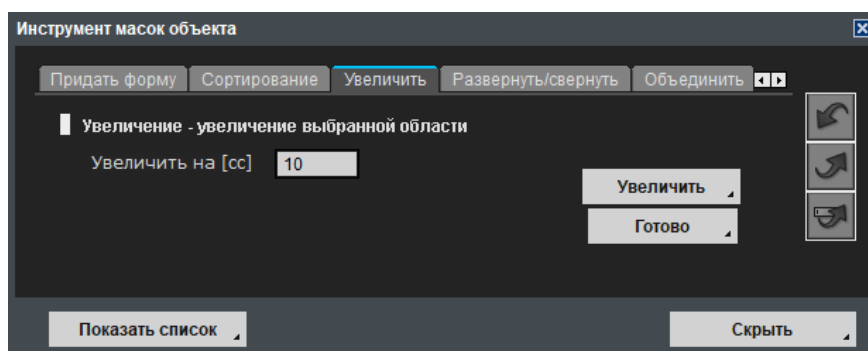 Инструмент масок объекта
Придать форму Сортирование Увеличить Развернуть/свернуть Объединить
Увеличение - увеличение выбранной области
Увеличить на [cc] 10
Увеличить
Готово
Показать список Скрыть